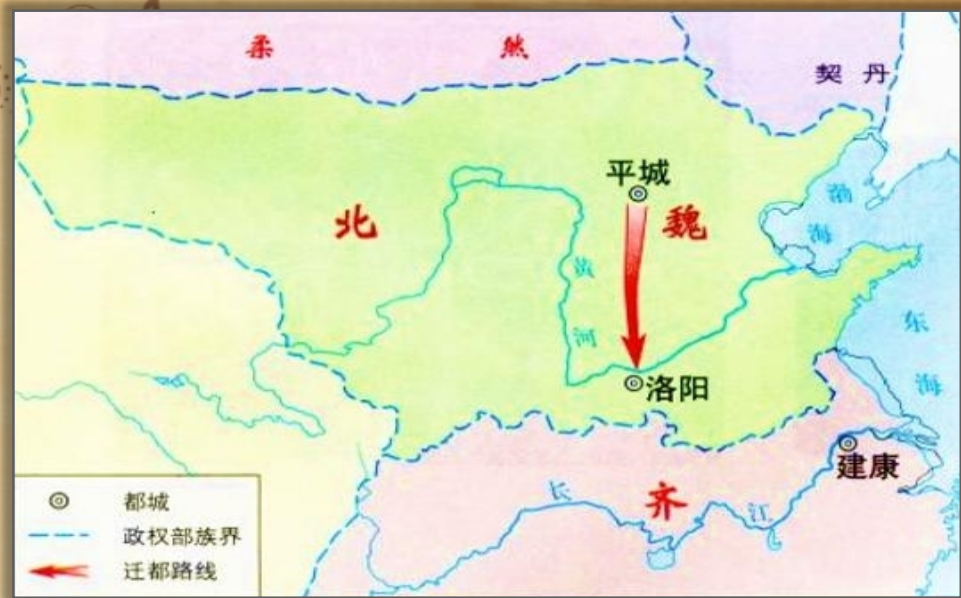 柔然
契丹
平城
北魏
渤海
黄河
东海
洛阳
建康
齐
长江
都城
政权部族界
迁都路线